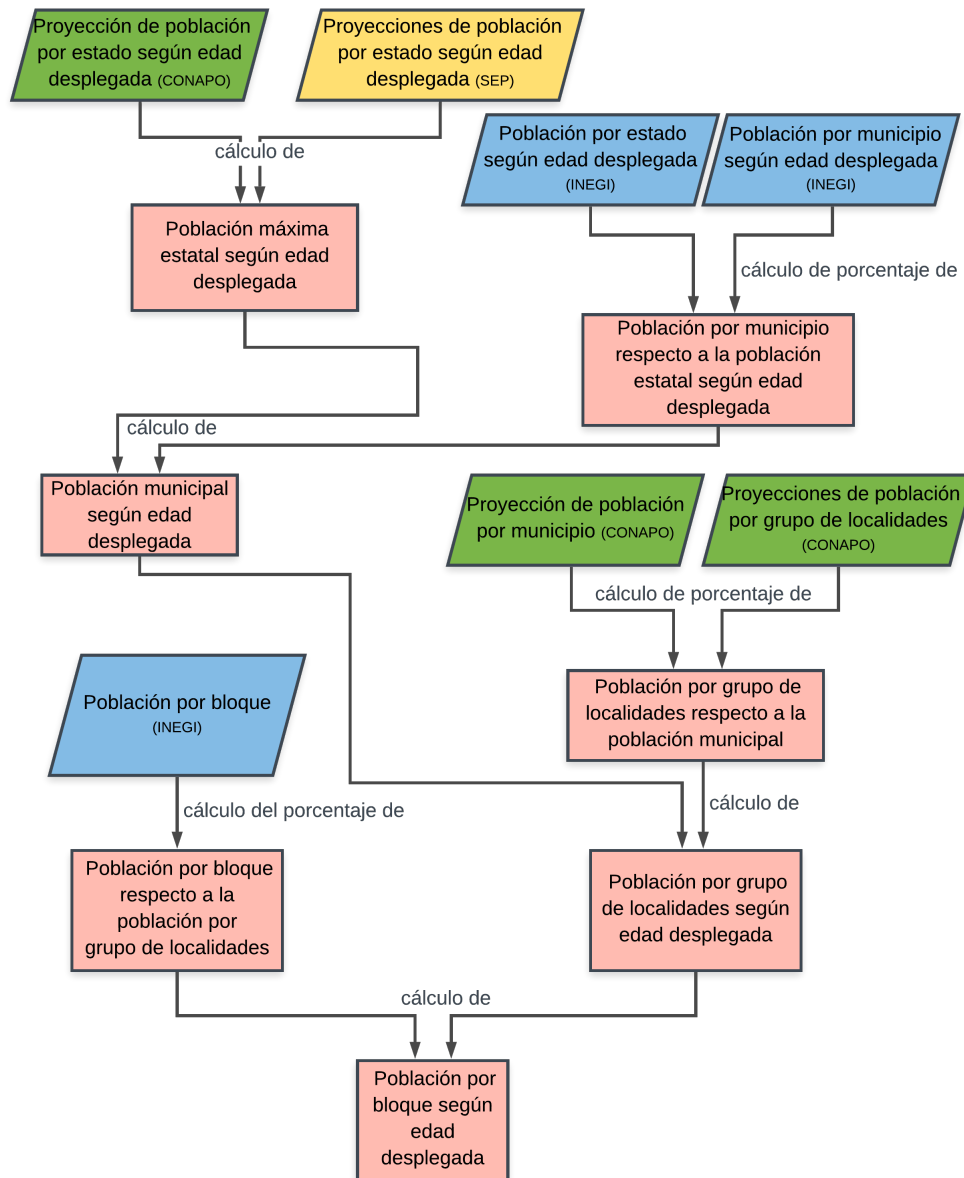 Proyección de población
por estado según edad
desplegada (CONAPO)
Proyecciones de población
por estado según edad
desplegada (SEP)
cálculo de
Población por estado
según edad desplegada
(INEGI)
Población por municipio
según edad desplegada
(INEGI)
Población máxima
estatal según edad
desplegada
cálculo de porcentaje de
Población por municipio
respecto a la población
estatal según edad
desplegada
cálculo de
Población municipal
según edad
desplegada
Proyección de población
por municipio (CONAPO)
Proyecciones de población
por grupo de localidades
(CONAPO)
cálculo de porcentaje de
Población por bloque
(INEGI)
Población por grupo de
localidades respecto a la
población municipal
cálculo del porcentaje de
cálculo de
Población por bloque
respecto a la
población por
grupo de localidades
Población por grupo
de localidades según
edad desplegada
cálculo de
Población por
bloque según
edad
desplegada